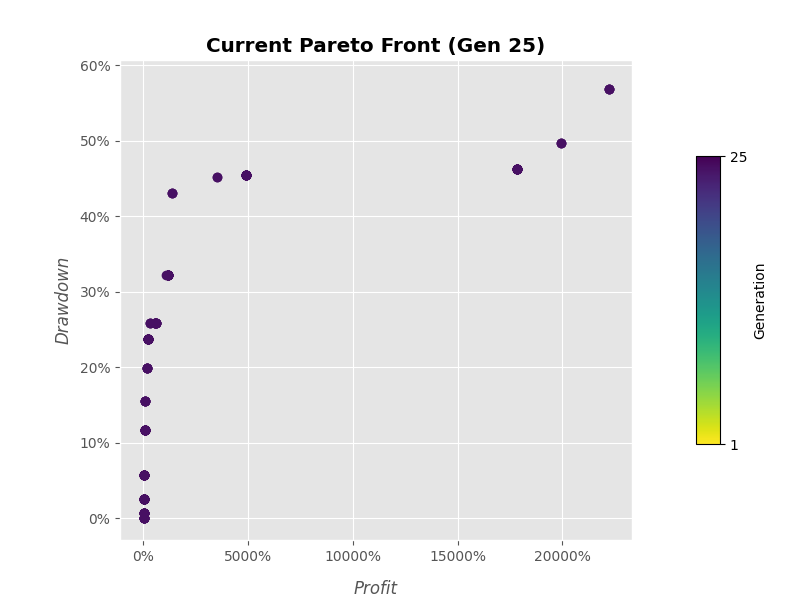 Current Pareto Front (Gen 25)
60%
50%
40%
30%
20%
10%
0%
Drawdown
0% 5000% 10000% 15000% 20000%
Profit
25
1
Generation